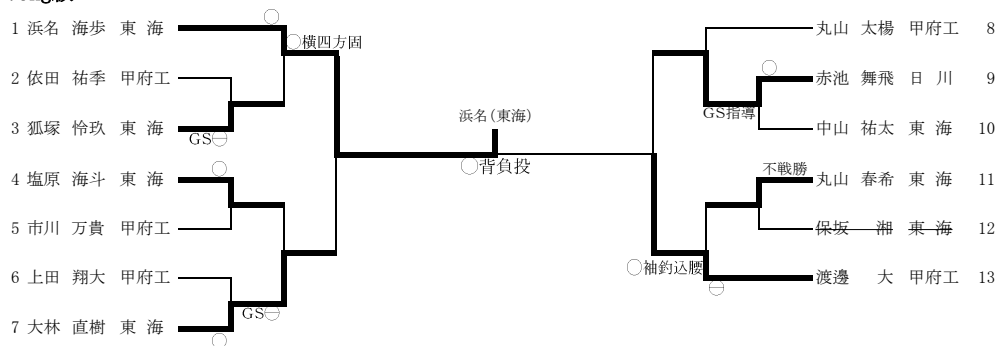 1 浜名 海歩 東 海
○
○横四方固
2 依田 祐季 甲府工
3 狐塚 怜玖 東 海
GS㊀
4 塩原 海斗 東 海
○
5 市川 万貴 甲府工
6 上田 翔大 甲府工
GS㊀
7 大林 直樹 東 海
○
浜名(東海)
○背負投
丸山 太楊 甲府工 8
○
赤池 舞飛 日 川 9
GS指導
中山 祐太 東 海 10
不戦勝
丸山 春希 東 海 11
保坂 湘 東 海 12
○袖釣込腰
渡邊 大 甲府工 13